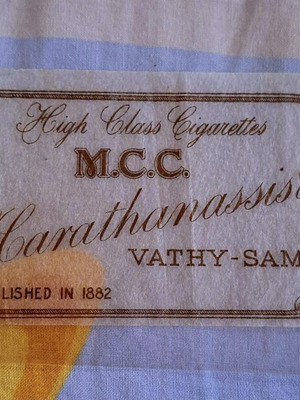 High Class Cigarettes
M.C.C.
Carathanassis
VATHY-SAM
LISHED IN 1882